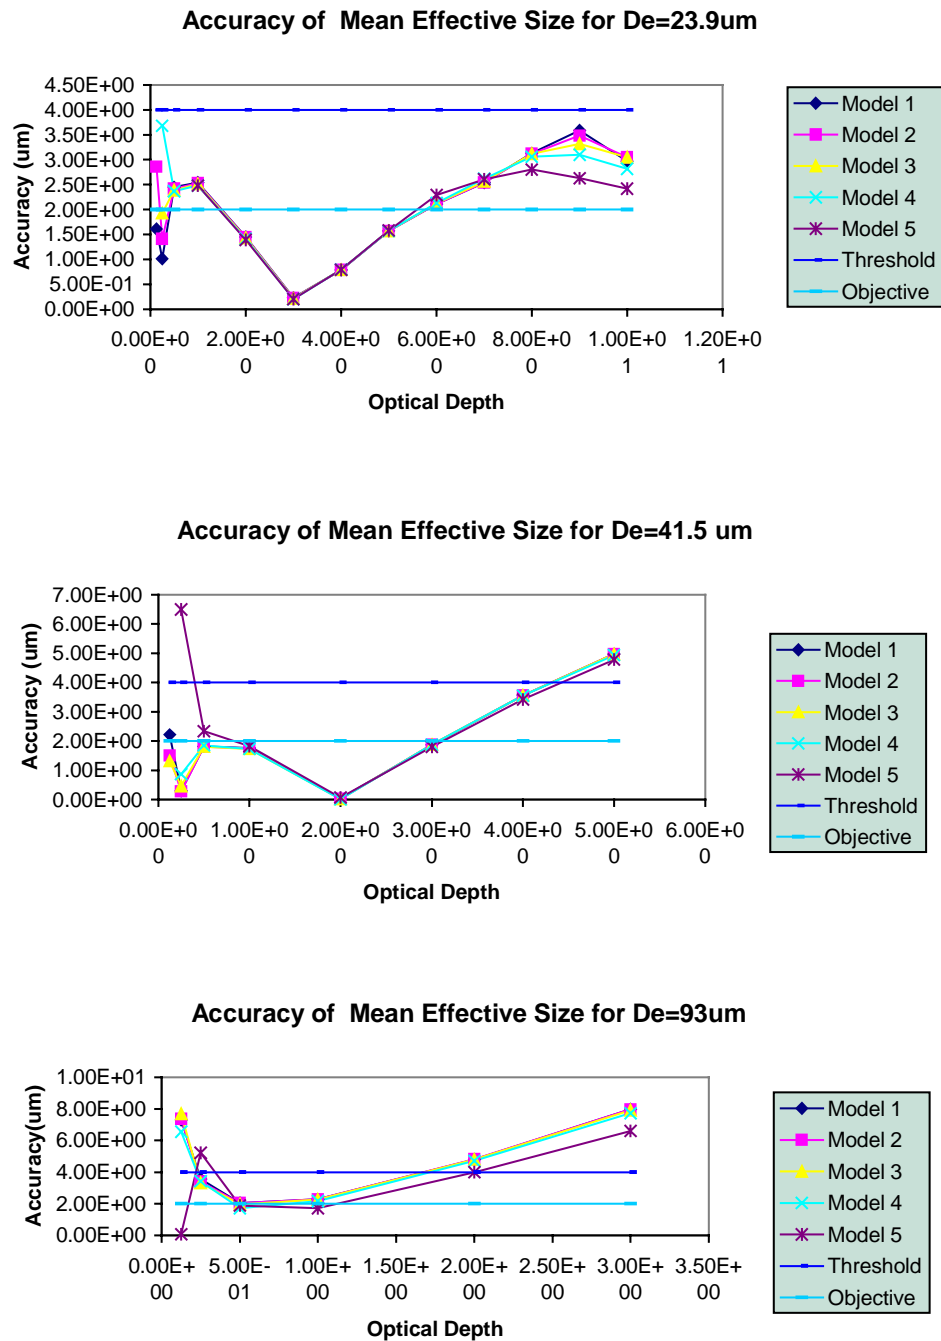 Accuracy of  Mean Effective Size for De=23.9um
4.50E+00
4.00E+00
3.50E+00
3.00E+00
2.50E+00
2.00E+00
1.50E+00
1.00E+00
5.00E-01
0.00E+00
Accuracy (um)
0.00E+0 2.00E+0 4.00E+0 6.00E+0 8.00E+0 1.00E+0 1.20E+0
0 0 0 0 0 1 1
Optical Depth
Model 1
Model 2
Model 3
Model 4
Model 5
Threshold
Objective
Accuracy of Mean Effective Size for De=41.5 um
7.00E+00
6.00E+00
5.00E+00
4.00E+00
3.00E+00
2.00E+00
1.00E+00
0.00E+00
Accuracy (um)
0.00E+0 1.00E+0 2.00E+0 3.00E+0 4.00E+0 5.00E+0 6.00E+0
0 0 0 0 0 0 0
Optical Depth
Model 1
Model 2
Model 3
Model 4
Model 5
Threshold
Objective
Accuracy of  Mean Effective Size for De=93um
1.00E+01
8.00E+00
6.00E+00
4.00E+00
2.00E+00
0.00E+00
Accuracy(um)
0.00E+ 5.00E- 1.00E+ 1.50E+ 2.00E+ 2.50E+ 3.00E+ 3.50E+
00 01 00 00 00 00 00 00
Optical Depth
Model 1
Model 2
Model 3
Model 4
Model 5
Threshold
Objective